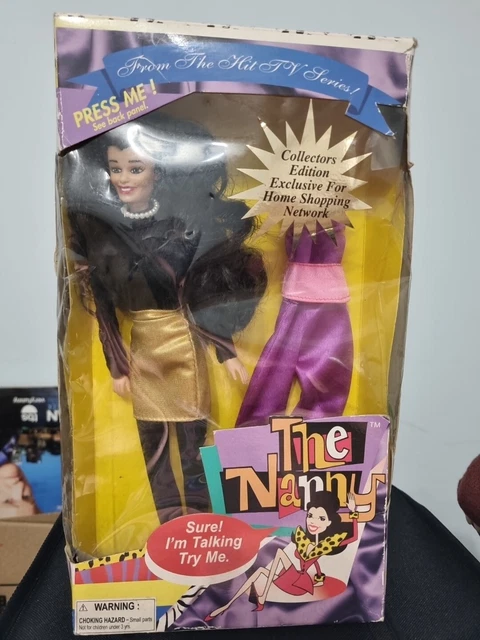 From The Hit TV Series!
PRESS ME!
See back panel.
Collectors
Edition
Exclusive For
Home Shopping
Network
The
Nanny
TM
Sure!
I'm Talking
Try Me.
WARNING :
CHOKING HAZARD - Small parts
Not for children under 3 yrs.